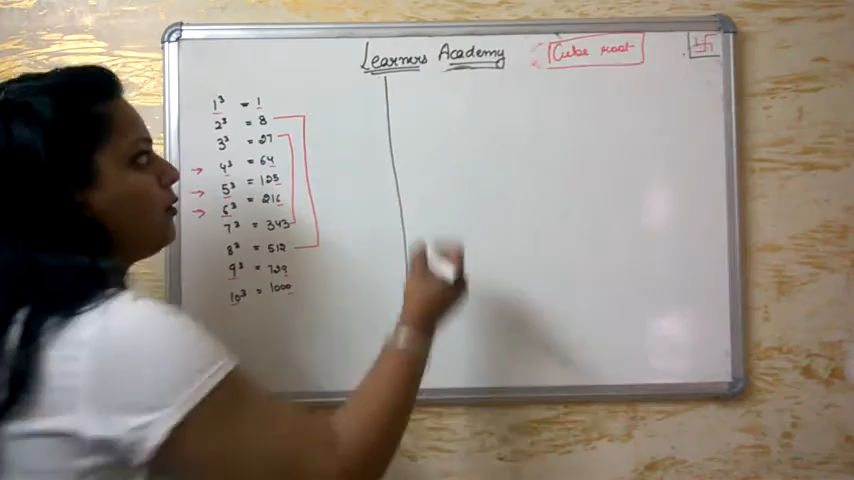 Learners Academy
Cube root
1³ = 1
2³ = 8
3³ = 27
4³ = 64
5³ = 125
6³ = 216
7³ = 343
8³ = 512
9³ = 729
10³ = 1000